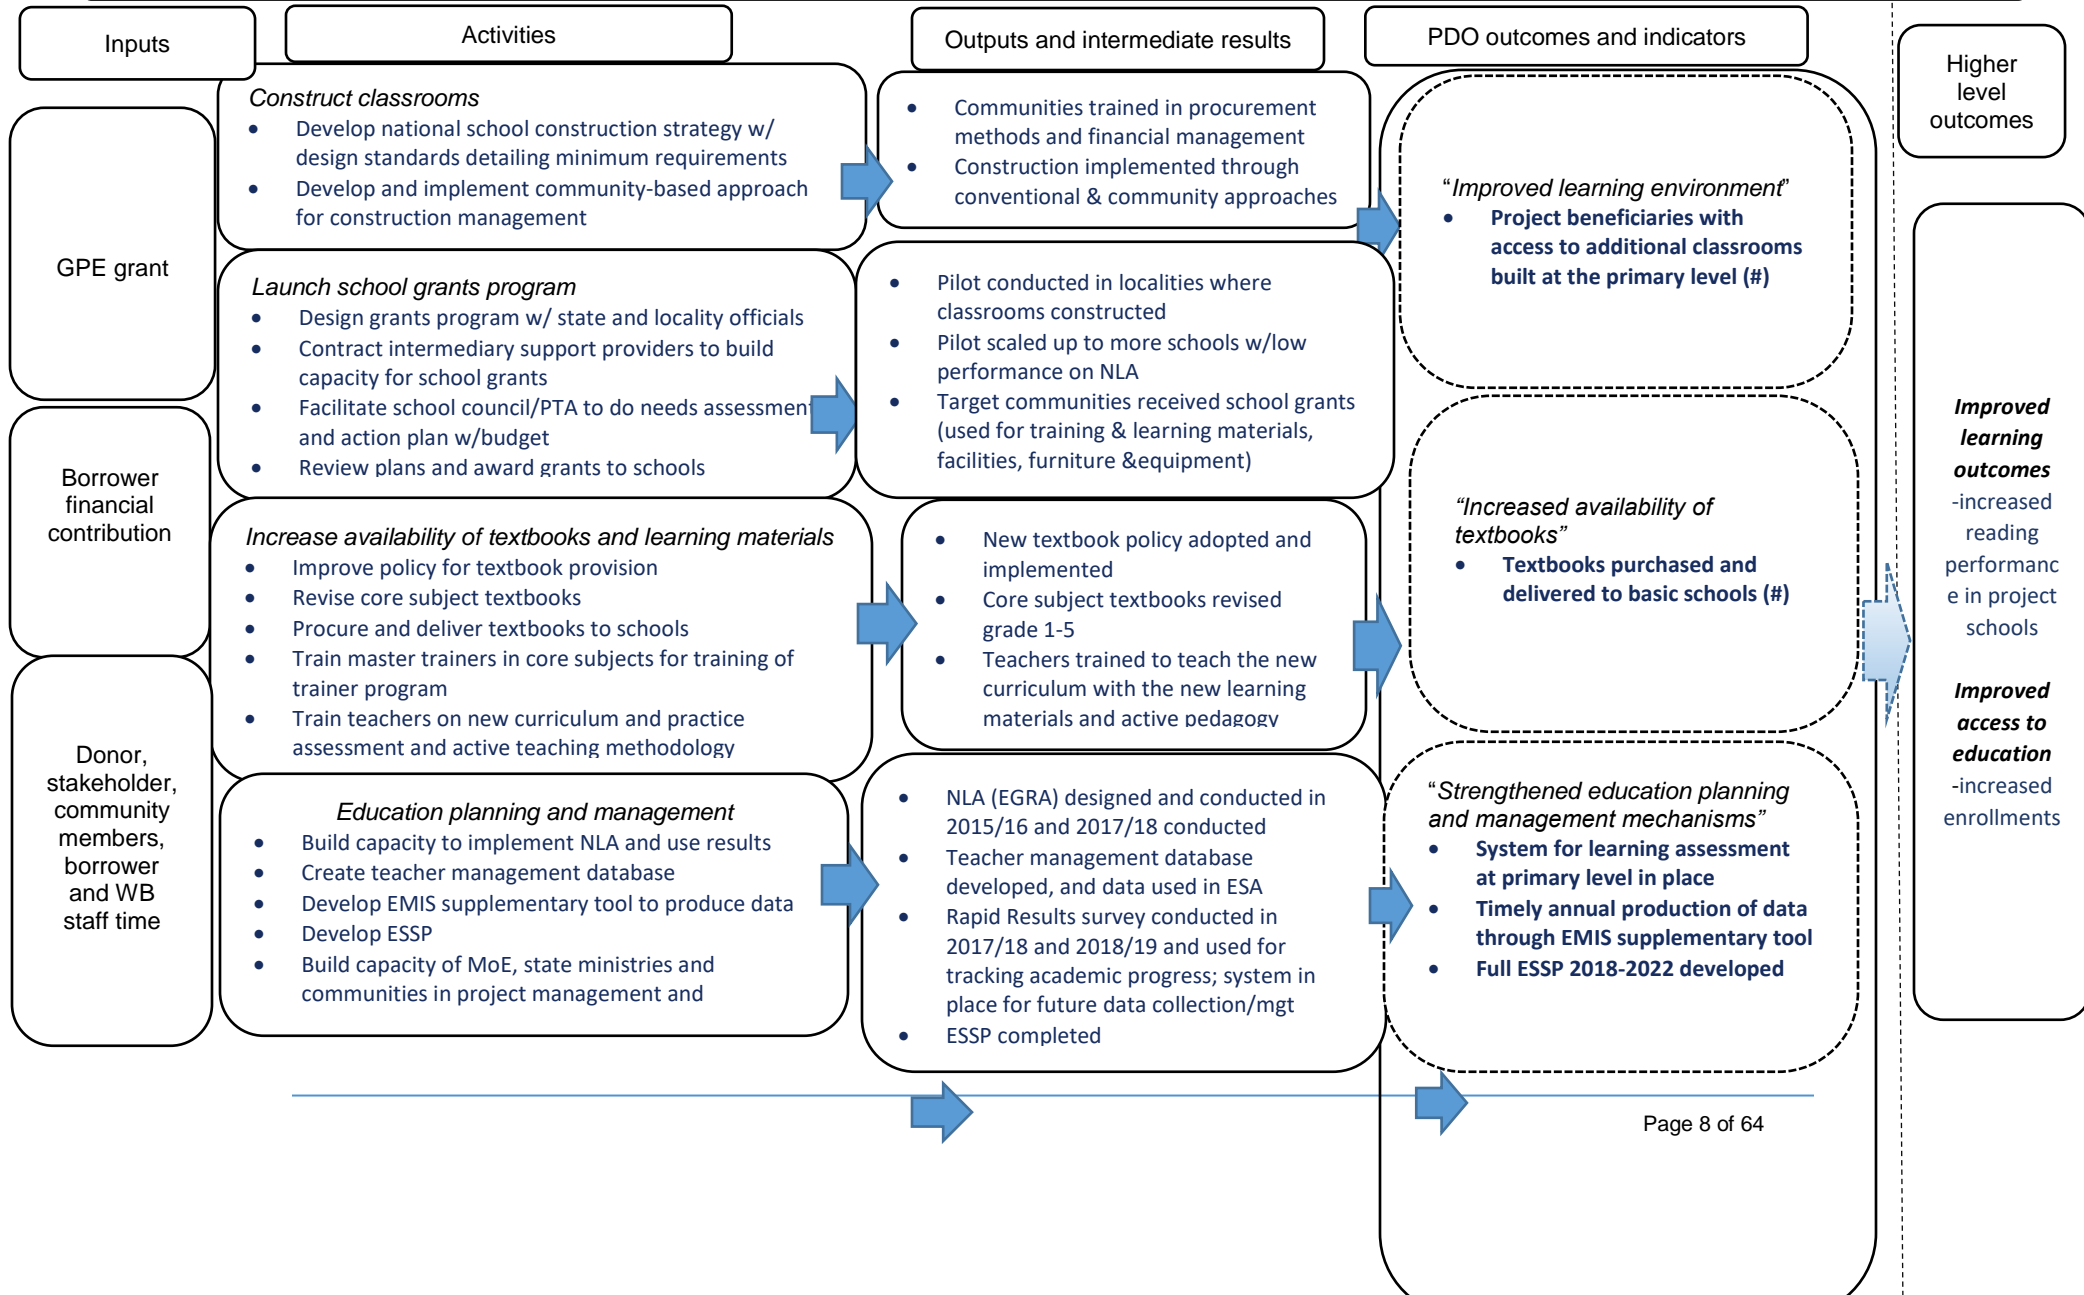 Inputs
Activities
Outputs and intermediate results
PDO outcomes and indicators
Higher
level
outcomes
GPE grant
Borrower
financial
contribution
Donor,
stakeholder,
community
members,
borrower
and WB
staff time
Construct classrooms
• Develop national school construction strategy w/
design standards detailing minimum requirements
• Develop and implement community-based approach
for construction management
Launch school grants program
• Design grants program w/ state and locality officials
• Contract intermediary support providers to build
capacity for school grants
• Facilitate school council/PTA to do needs assessment
and action plan w/budget
• Review plans and award grants to schools
Increase availability of textbooks and learning materials
• Improve policy for textbook provision
• Revise core subject textbooks
• Procure and deliver textbooks to schools
• Train master trainers in core subjects for training of
trainer program
• Train teachers on new curriculum and practice
assessment and active teaching methodology
Education planning and management
• Build capacity to implement NLA and use results
• Create teacher management database
• Develop EMIS supplementary tool to produce data
• Develop ESSP
• Build capacity of MoE, state ministries and
communities in project management and
• Communities trained in procurement
methods and financial management
• Construction implemented through
conventional & community approaches
• Pilot conducted in localities where
classrooms constructed
• Pilot scaled up to more schools w/low
performance on NLA
• Target communities received school grants
(used for training & learning materials,
facilities, furniture &equipment)
• New textbook policy adopted and
implemented
• Core subject textbooks revised
grade 1-5
• Teachers trained to teach the new
curriculum with the new learning
materials and active pedagogy
• NLA (EGRA) designed and conducted in
2015/16 and 2017/18 conducted
• Teacher management database
developed, and data used in ESA
• Rapid Results survey conducted in
2017/18 and 2018/19 and used for
tracking academic progress; system in
place for future data collection/mgt
• ESSP completed
“Improved learning environment”
• Project beneficiaries with
access to additional classrooms
built at the primary level (#)
“Increased availability of
textbooks”
• Textbooks purchased and
delivered to basic schools (#)
“Strengthened education planning
and management mechanisms”
• System for learning assessment
at primary level in place
• Timely annual production of data
through EMIS supplementary tool
• Full ESSP 2018-2022 developed
Improved
learning
outcomes
-increased
reading
performanc
e in project
schools
Improved
access to
education
-increased
enrollments
Page 8 of 64